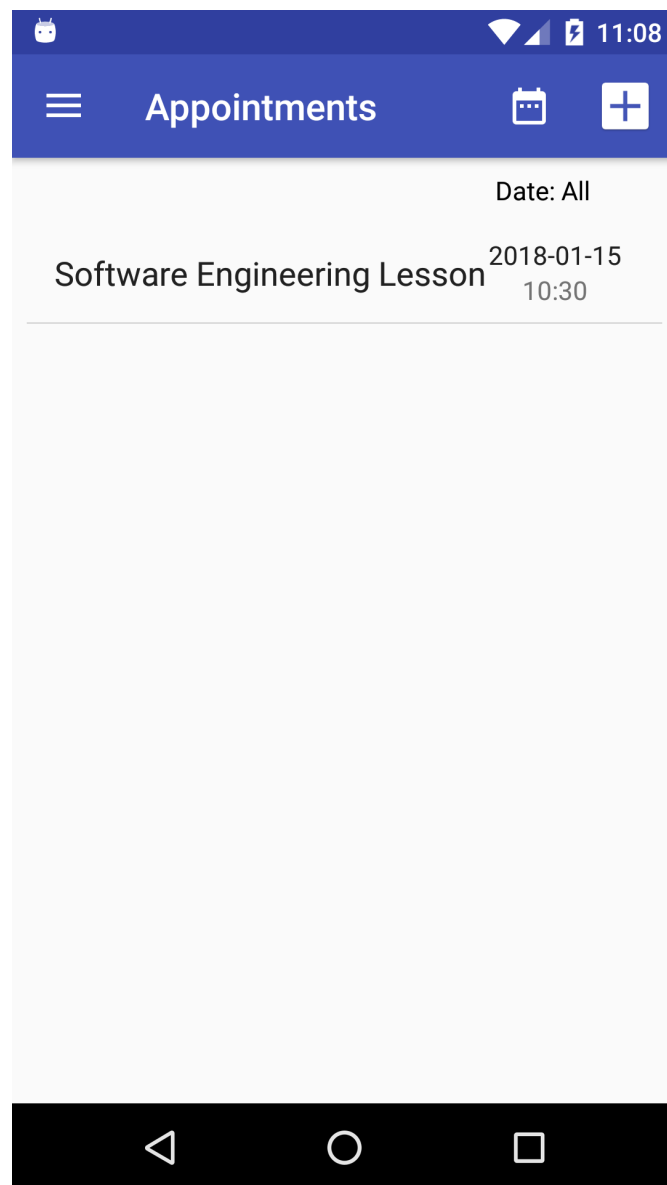 11:08
Appointments
Date: All
Software Engineering Lesson
2018-01-15
10:30